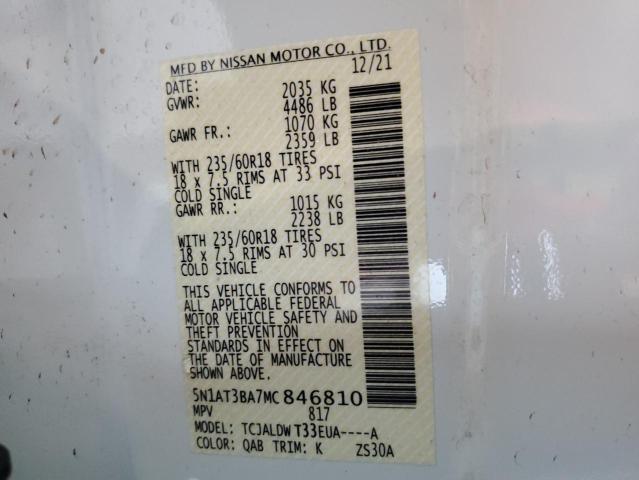 MFD BY NISSAN MOTOR CO., LTD.
DATE: 12/21
GVWR: 2035 KG
4486 LB
GAWR FR.: 1070 KG
2359 LB
WITH 235/60R18 TIRES
18 x 7.5 RIMS AT 33 PSI
COLD SINGLE
GAWR RR.: 1015 KG
2238 LB
WITH 235/60R18 TIRES
18 x 7.5 RIMS AT 30 PSI
COLD SINGLE
THIS VEHICLE CONFORMS TO
ALL APPLICABLE FEDERAL
MOTOR VEHICLE SAFETY AND
THEFT PREVENTION
STANDARDS IN EFFECT ON
THE DATE OF MANUFACTURE
SHOWN ABOVE.
5N1AT3BA7MC846810
MPV 817
MODEL: TCJALDWT33EUA----A
COLOR: QAB TRIM: K ZS30A